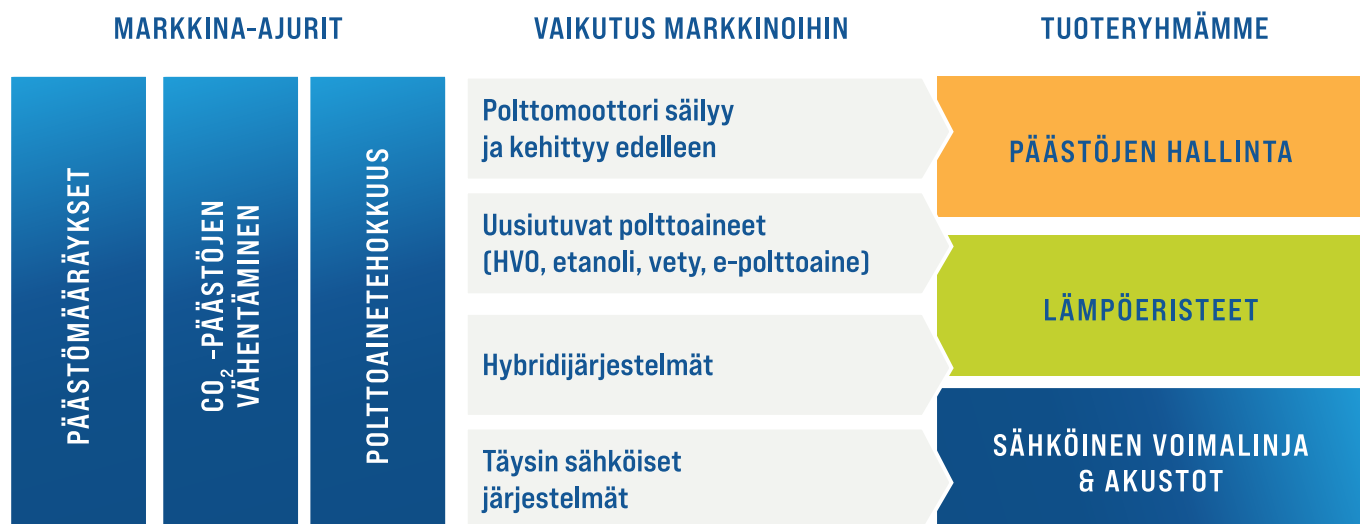 MARKKINA-AJURIT
PÄÄSTÖMÄÄRÄYKSET
CO₂-PÄÄSTÖJEN
VÄHENTÄMINEN
POLTTOAINETEHOKKUUS
VAIKUTUS MARKKINOIHIN
Polttomoottori säilyy
ja kehittyy edelleen
Uusiutuvat polttoaineet
(HVO, etanoli, vety, e-polttoaine)
Hybridijärjestelmät
Täysin sähköiset
järjestelmät
TUOTERYHMÄMME
PÄÄSTÖJEN HALLINTA
LÄMPÖERISTEET
SÄHKÖINEN VOIMALINJA
& AKUSTOT